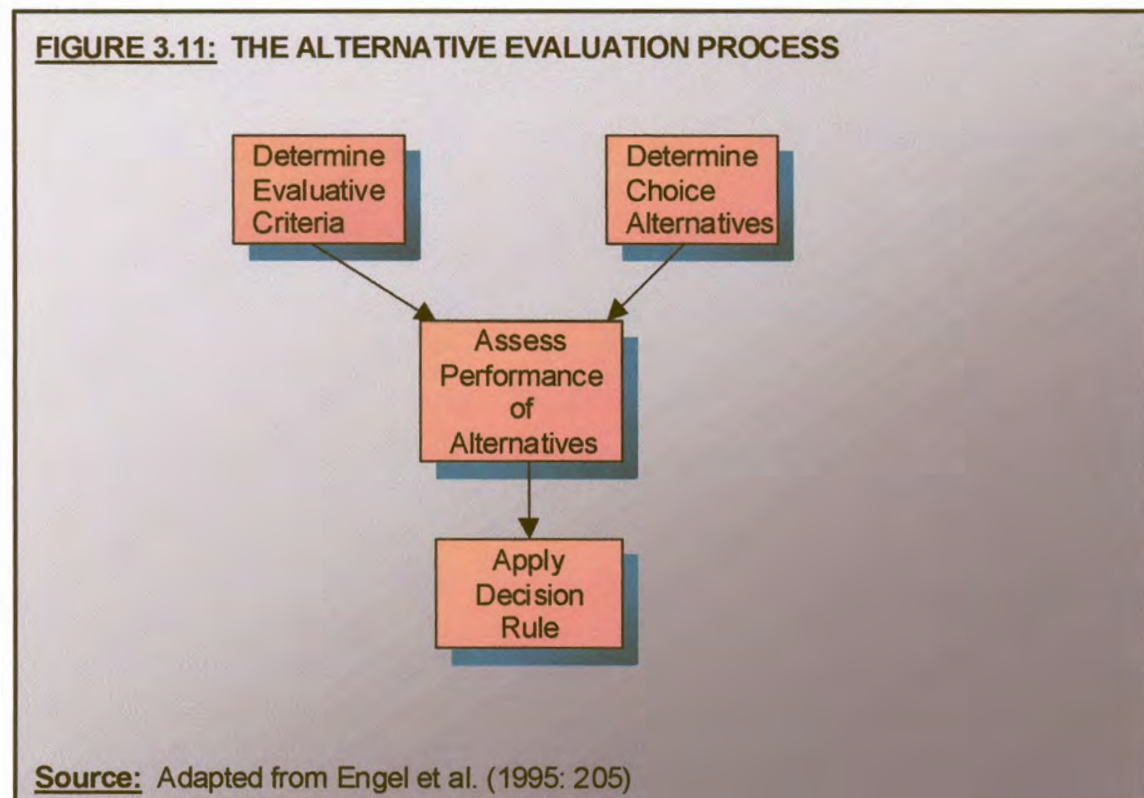 FIGURE 3.11: THE ALTERNATIVE EVALUATION PROCESS
Determine
Evaluative
Criteria
Determine
Choice
Alternatives
Assess
Performance
of
Alternatives
Apply
Decision
Rule
Source: Adapted from Engel et al. (1995: 205)